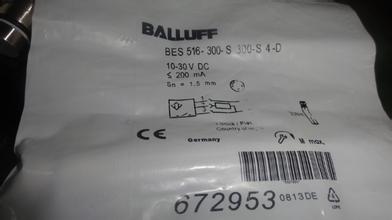 BALLUFF
BES 516-300-S 300-S 4-D
10-30 V DC
≤ 200 mA
Sn = 1,5 mm
Germany
M max.
672953 0813DE